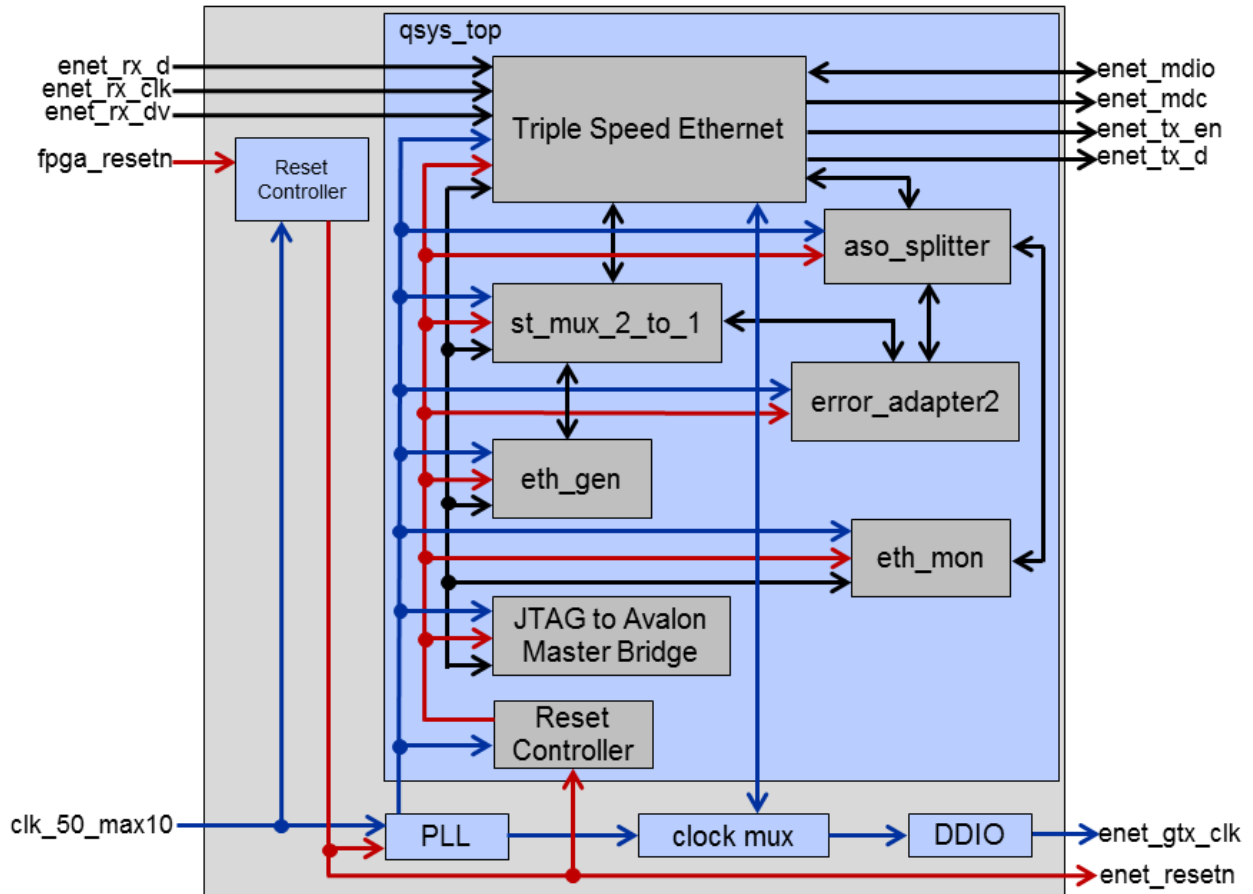 qsys_top
enet_rx_d
enet_rx_clk
enet_rx_dv
fpga_resetn
Reset
Controller
Triple Speed Ethernet
enet_mdio
enet_mdc
enet_tx_en
enet_tx_d
aso_splitter
st_mux_2_to_1
error_adapter2
eth_gen
eth_mon
JTAG to Avalon
Master Bridge
Reset
Controller
clk_50_max10
PLL
clock mux
DDIO
enet_gtx_clk
enet_resetn